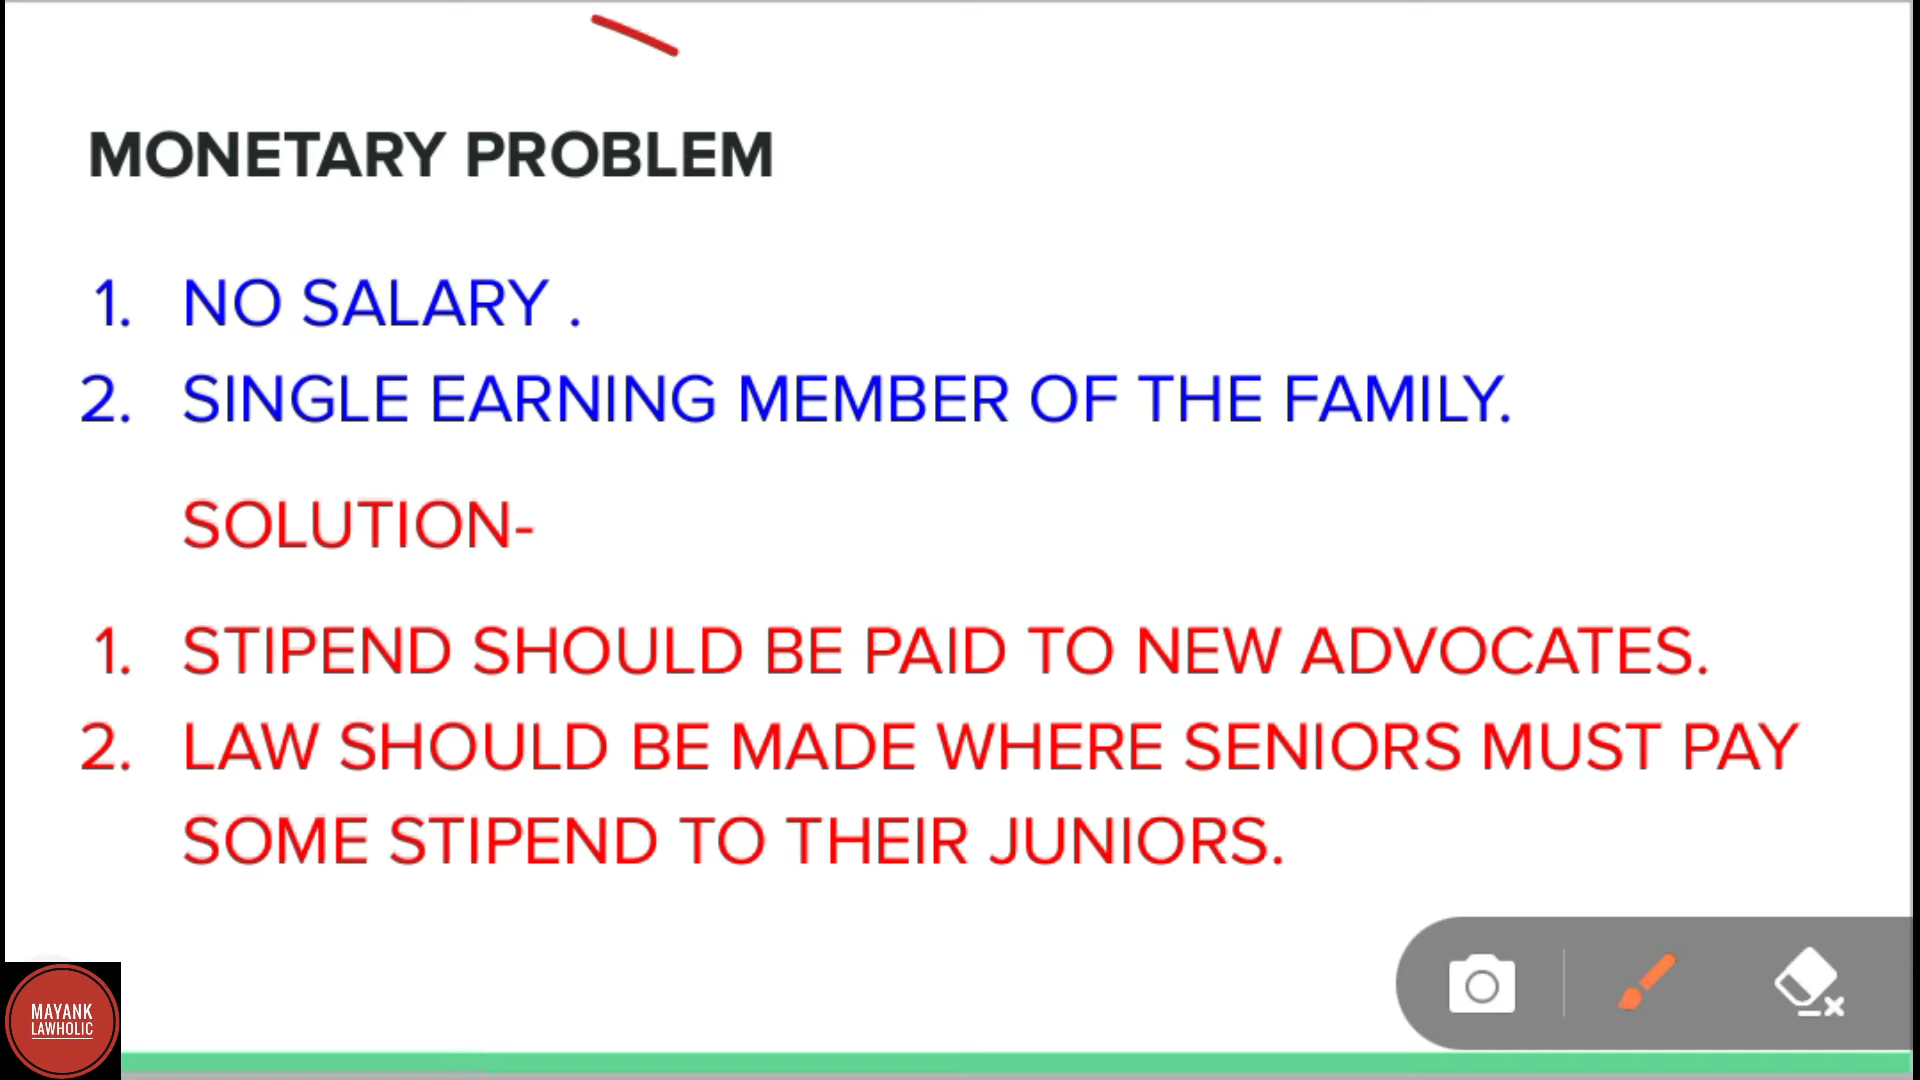 MONETARY PROBLEM
1. NO SALARY .
2. SINGLE EARNING MEMBER OF THE FAMILY.
SOLUTION-
1. STIPEND SHOULD BE PAID TO NEW ADVOCATES.
2. LAW SHOULD BE MADE WHERE SENIORS MUST PAY
SOME STIPEND TO THEIR JUNIORS.
MAYANK
LAWHOLIC